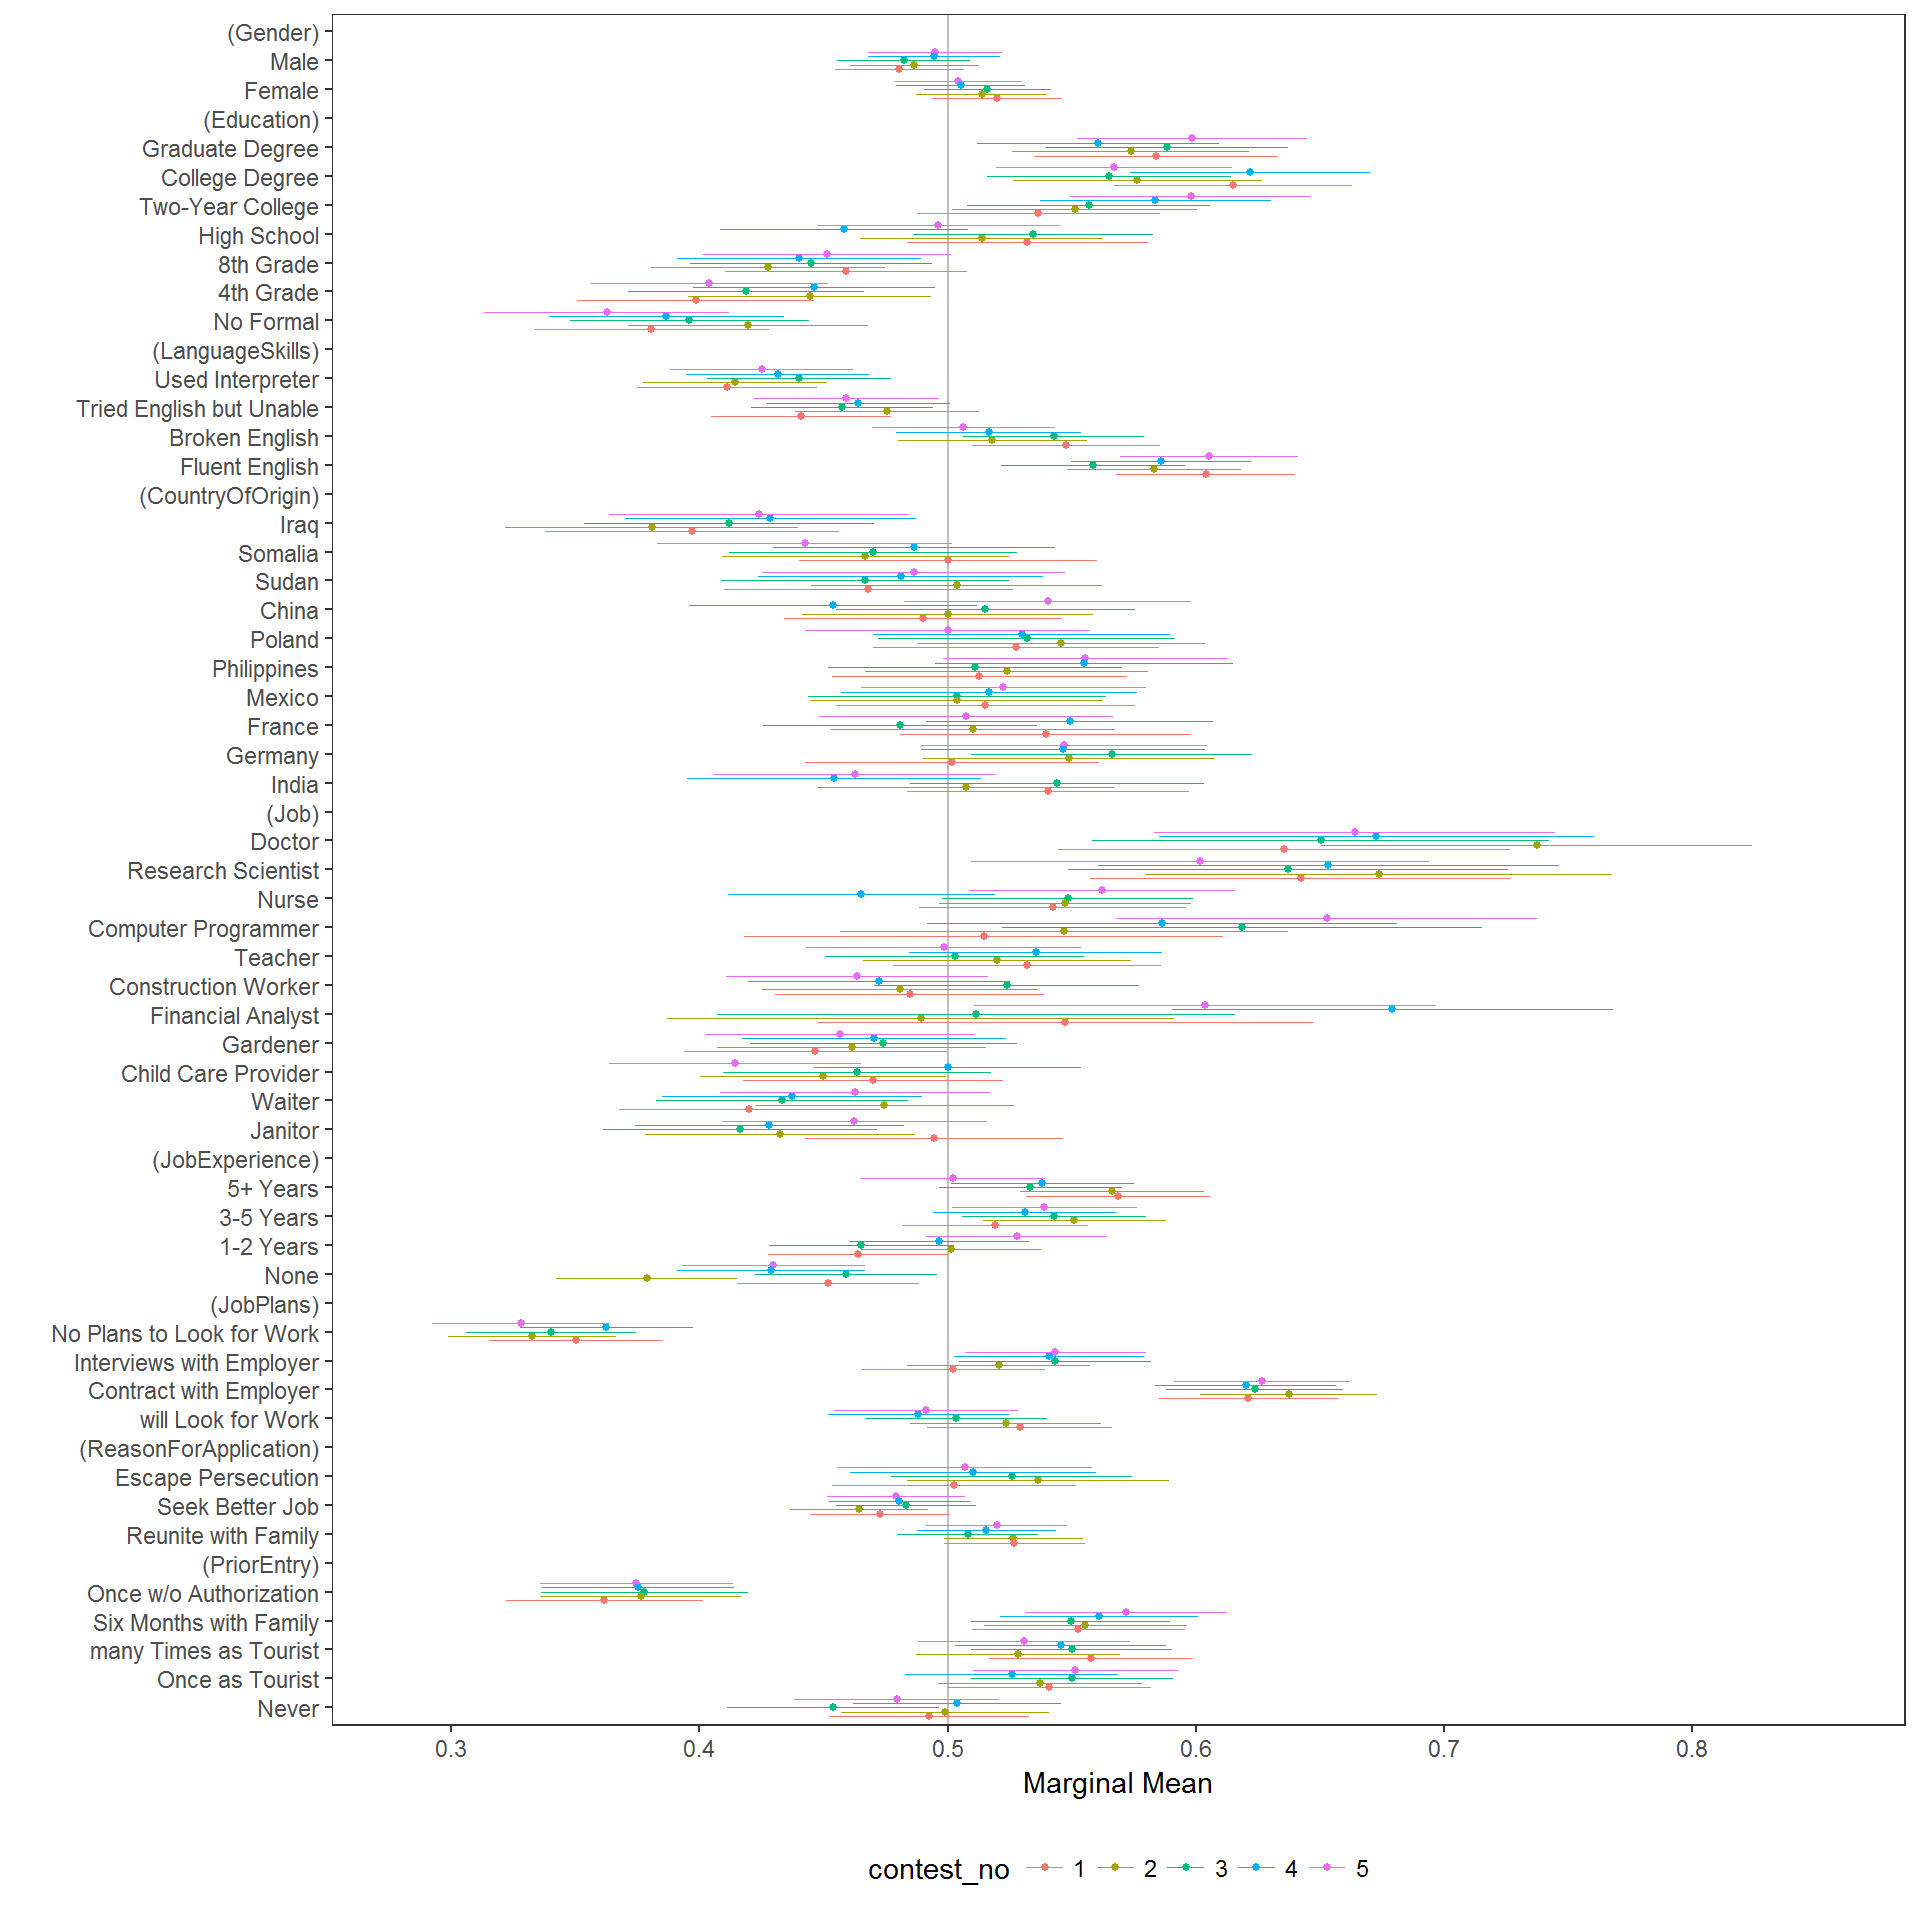 (Gender)
Male
Female
(Education)
Graduate Degree
College Degree
Two-Year College
High School
8th Grade
4th Grade
No Formal
(LanguageSkills)
Used Interpreter
Tried English but Unable
Broken English
Fluent English
(CountryOfOrigin)
Iraq
Somalia
Sudan
China
Poland
Philippines
Mexico
France
Germany
India
(Job)
Doctor
Research Scientist
Nurse
Computer Programmer
Teacher
Construction Worker
Financial Analyst
Gardener
Child Care Provider
Waiter
Janitor
(JobExperience)
5+ Years
3-5 Years
1-2 Years
None
(JobPlans)
No Plans to Look for Work
Interviews with Employer
Contract with Employer
will Look for Work
(ReasonForApplication)
Escape Persecution
Seek Better Job
Reunite with Family
(PriorEntry)
Once w/o Authorization
Six Months with Family
many Times as Tourist
Once as Tourist
Never
0.3 0.4 0.5 0.6 0.7 0.8
Marginal Mean
contest_no 1 2 3 4 5